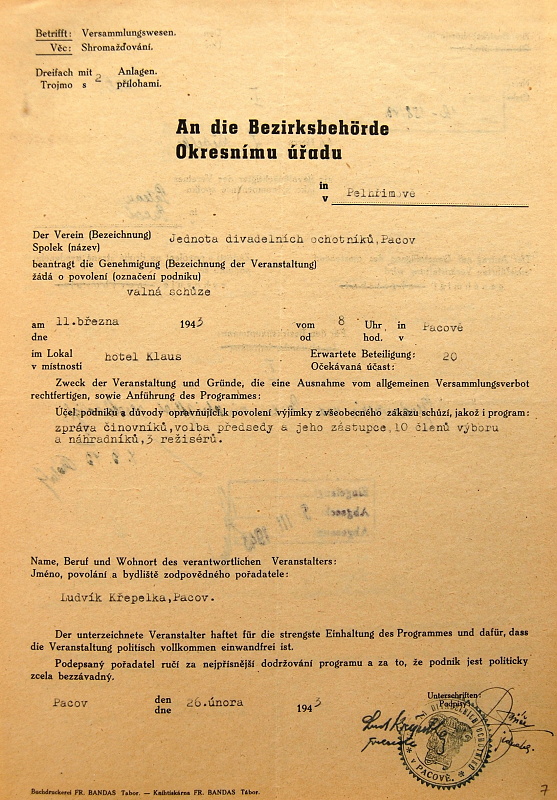 Betrifft: Versammlungswesen.
Věc: Shromažďování.
Dreifach mit 2 Anlagen.
Trojmo s přílohami.
An die Bezirksbehörde
Okresnímu úřadu
in
v Pelhřimově
Der Verein (Bezeichnung)
Spolek (název) Jednota divadelních ochotníků,Pacov
beantragt die Genehmigung (Bezeichnung der Veranstaltung)
žádá o povolení (označení podniku)
valná schůze
am 11.března 1943 vom 8 Uhr in Pacově
dne od hod. v
im Lokal hotel Klaus Erwartete Beteiligung: 20
v místnosti Očekávaná účast:
Zweck der Veranstaltung und Gründe, die eine Ausnahme vom allgemeinen Versammlungsverbot
rechtfertigen, sowie Anführung des Programmes:
Účel podniku a důvody opravňující k povolení výjimky z všeobecného zákazu schůzí, jakož i program:
zpráva činovníků,volba předsedy a jeho zástupce,10 členů výboru
a náhradníků,3 režisérů.
Name, Beruf und Wohnort des verantwortlichen Veranstalters:
Jméno, povolání a bydliště zodpovědného pořadatele:
Ludvík Křepelka,Pacov.
Der unterzeichnete Veranstalter haftet für die strengste Einhaltung des Programmes und dafür, dass
die Veranstaltung politisch vollkommen einwandfrei ist.
Podepsaný pořadatel ručí za nejpřísnější dodržování programu a za to, že podnik jest politicky
zcela bezzávadný.
Pacov den 26.února 1943
dne
Unterschriften:
Podpisy:
V PACOVĚ.
7
Buchdruckerei FR. BANDAS Tábor. — Knihtiskárna FR. BANDAS Tábor.